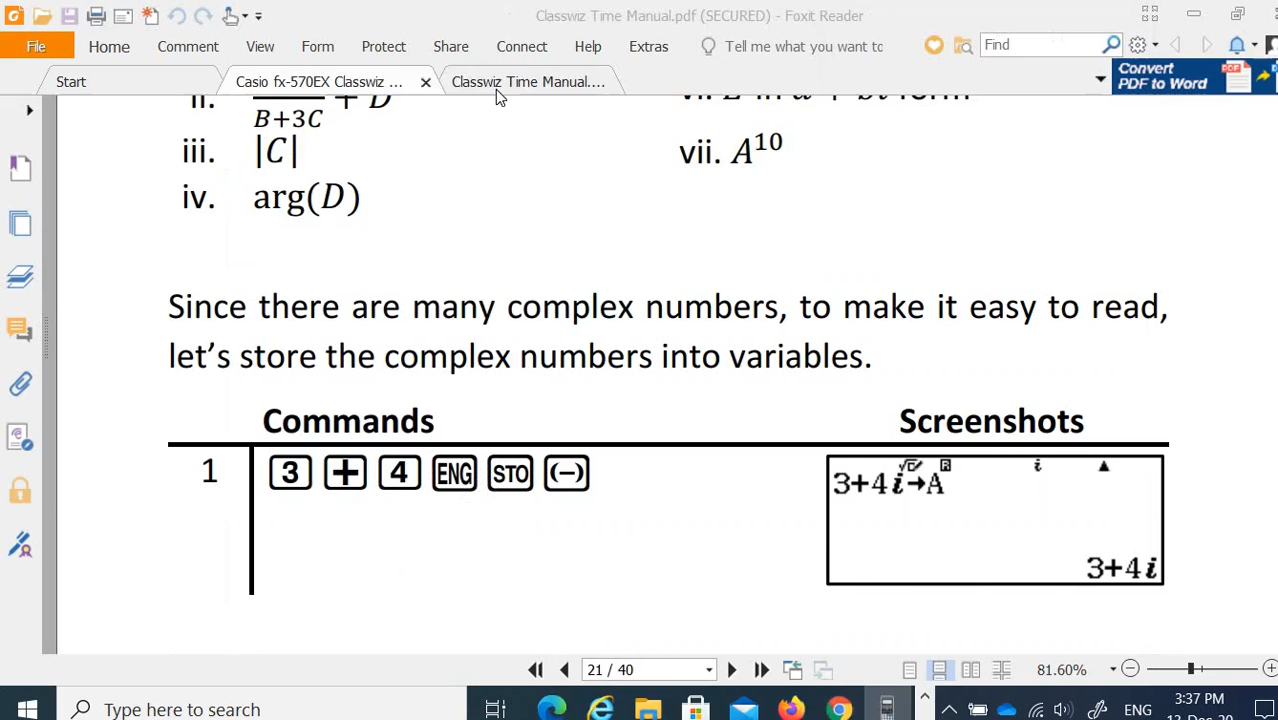 Classwiz Time Manual.pdf (SECURED) - Foxit Reader
File Home Comment View Form Protect Share Connect Help Extras Tell me what you want to Find
Start Casio fx-570EX Classwiz ... Classwiz Time Manual.... Convert
PDF to Word
ii. B+3C + D
iii. |C| vii. A^10
iv. arg(D)
Since there are many complex numbers, to make it easy to read,
let's store the complex numbers into variables.
Commands Screenshots
1 3 + 4 ENG STO (−) 3+4i→A
3+4i
21 / 40 81.60%
Type here to search ENG 3:37 PM